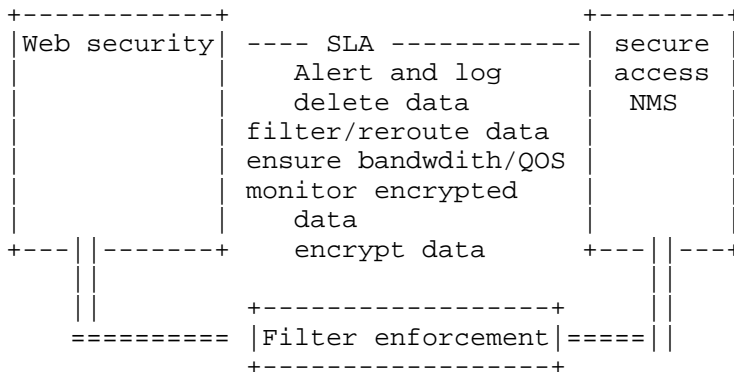 +------------+                      +---------+
|Web security| ---- SLA ------------| secure  |
|            |    Alert and log     | access  |
|            |    delete data       |  NMS    |
|            | filter/reroute data  |         |
|            | ensure bandwdith/QOS |         |
|            | monitor encrypted    |         |
|            |    data              |         |
+---||-------+    encrypt data      +---||---+
    ||                                  ||
    ||          +------------------+    ||
    ========== |Filter enforcement|=====||
                +------------------+